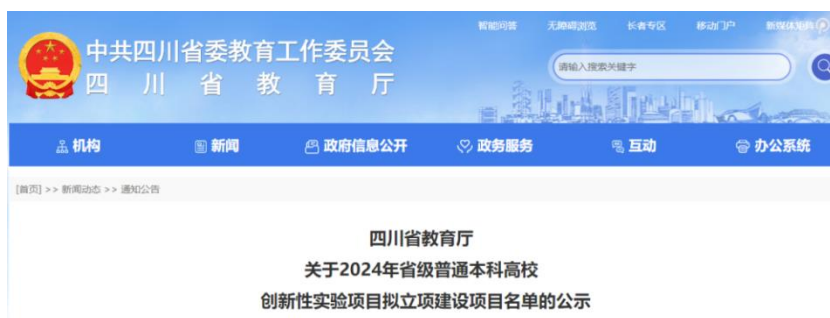 智能问答 无障碍浏览 长者专区 移动门户 新媒体矩阵
中共四川省委教育工作委员会
四川省教育厅
请输入搜索关键字
机构 新闻 政府信息公开 政务服务 互动 办公系统
[首页] >> 新闻动态 >> 通知公告
四川省教育厅
关于2024年省级普通本科高校
创新性实验项目拟立项建设项目名单的公示